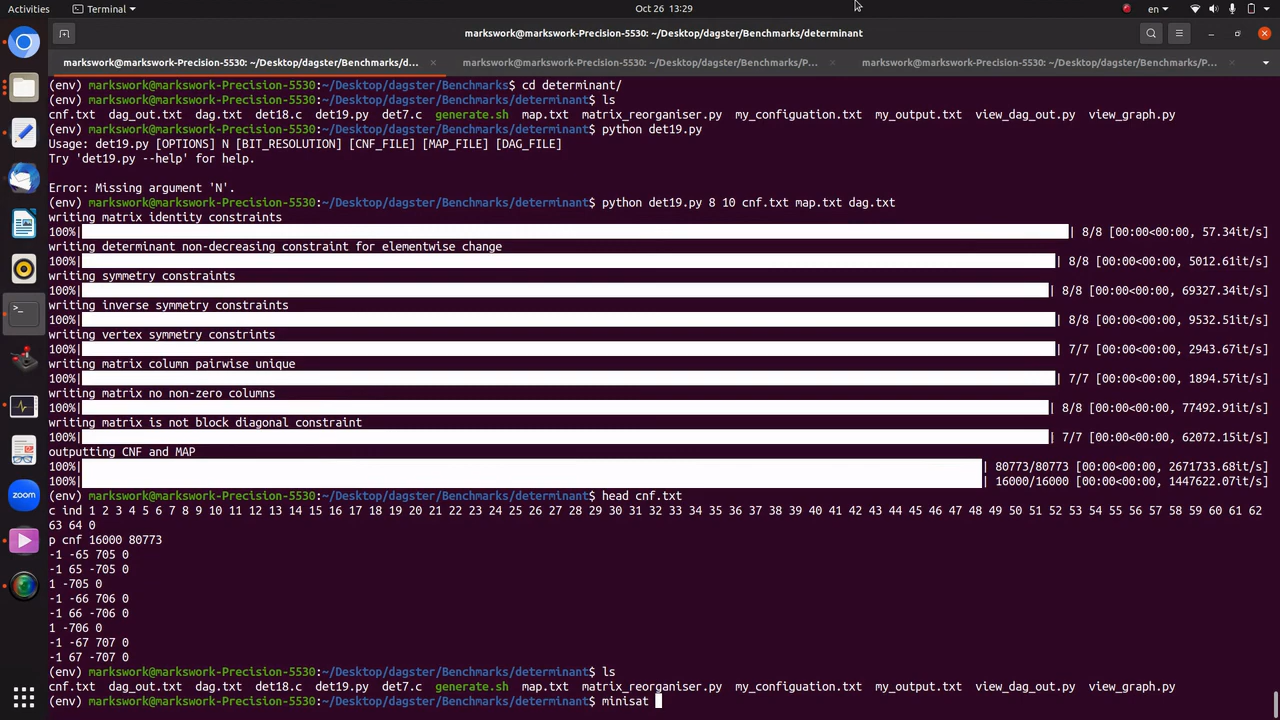 Activities
Terminal
Oct 26 13:29
en
markswork@markswork-Precision-5530: ~/Desktop/dagster/Benchmarks/determinant
markswork@markswork-Precision-5530: ~/Desktop/dagster/Benchmarks/d...
markswork@markswork-Precision-5530: ~/Desktop/dagster/Benchmarks/P...
markswork@markswork-Precision-5530: ~/Desktop/dagster/Benchmarks/P...
(env) markswork@markswork-Precision-5530:~/Desktop/dagster/Benchmarks$ cd determinant/
(env) markswork@markswork-Precision-5530:~/Desktop/dagster/Benchmarks/determinant$ ls
cnf.txt dag_out.txt dag.txt det18.c det19.py det7.c generate.sh map.txt matrix_reorganiser.py my_configuation.txt my_output.txt view_dag_out.py view_graph.py
(env) markswork@markswork-Precision-5530:~/Desktop/dagster/Benchmarks/determinant$ python det19.py
Usage: det19.py [OPTIONS] N [BIT_RESOLUTION] [CNF_FILE] [MAP_FILE] [DAG_FILE]
Try 'det19.py --help' for help.
Error: Missing argument 'N'.
(env) markswork@markswork-Precision-5530:~/Desktop/dagster/Benchmarks/determinant$ python det19.py 8 10 cnf.txt map.txt dag.txt
writing matrix identity constraints
100%| | 8/8 [00:00<00:00, 57.34it/s]
writing determinant non-decreasing constraint for elementwise change
100%| | 8/8 [00:00<00:00, 5012.61it/s]
writing symmetry constraints
100%| | 8/8 [00:00<00:00, 69327.34it/s]
writing inverse symmetry constraints
100%| | 8/8 [00:00<00:00, 9532.51it/s]
writing vertex symmetry constraints
100%| | 7/7 [00:00<00:00, 2943.67it/s]
writing matrix column pairwise unique
100%| | 7/7 [00:00<00:00, 1894.57it/s]
writing matrix no non-zero columns
100%| | 8/8 [00:00<00:00, 77492.91it/s]
writing matrix is not block diagonal constraint
100%| | 7/7 [00:00<00:00, 62072.15it/s]
outputting CNF and MAP
100%| | 80773/80773 [00:00<00:00, 2671733.68it/s]
100%| | 16000/16000 [00:00<00:00, 1447622.07it/s]
(env) markswork@markswork-Precision-5530:~/Desktop/dagster/Benchmarks/determinant$ head cnf.txt
c ind 1 2 3 4 5 6 7 8 9 10 11 12 13 14 15 16 17 18 19 20 21 22 23 24 25 26 27 28 29 30 31 32 33 34 35 36 37 38 39 40 41 42 43 44 45 46 47 48 49 50 51 52 53 54 55 56 57 58 59 60 61 62
63 64 0
p cnf 16000 80773
-1 -65 705 0
-1 65 -705 0
1 -705 0
-1 -66 706 0
-1 66 -706 0
1 -706 0
-1 -67 707 0
-1 67 -707 0
(env) markswork@markswork-Precision-5530:~/Desktop/dagster/Benchmarks/determinant$ ls
cnf.txt dag_out.txt dag.txt det18.c det19.py det7.c generate.sh map.txt matrix_reorganiser.py my_configuation.txt my_output.txt view_dag_out.py view_graph.py
(env) markswork@markswork-Precision-5530:~/Desktop/dagster/Benchmarks/determinant$ minisat
zoom